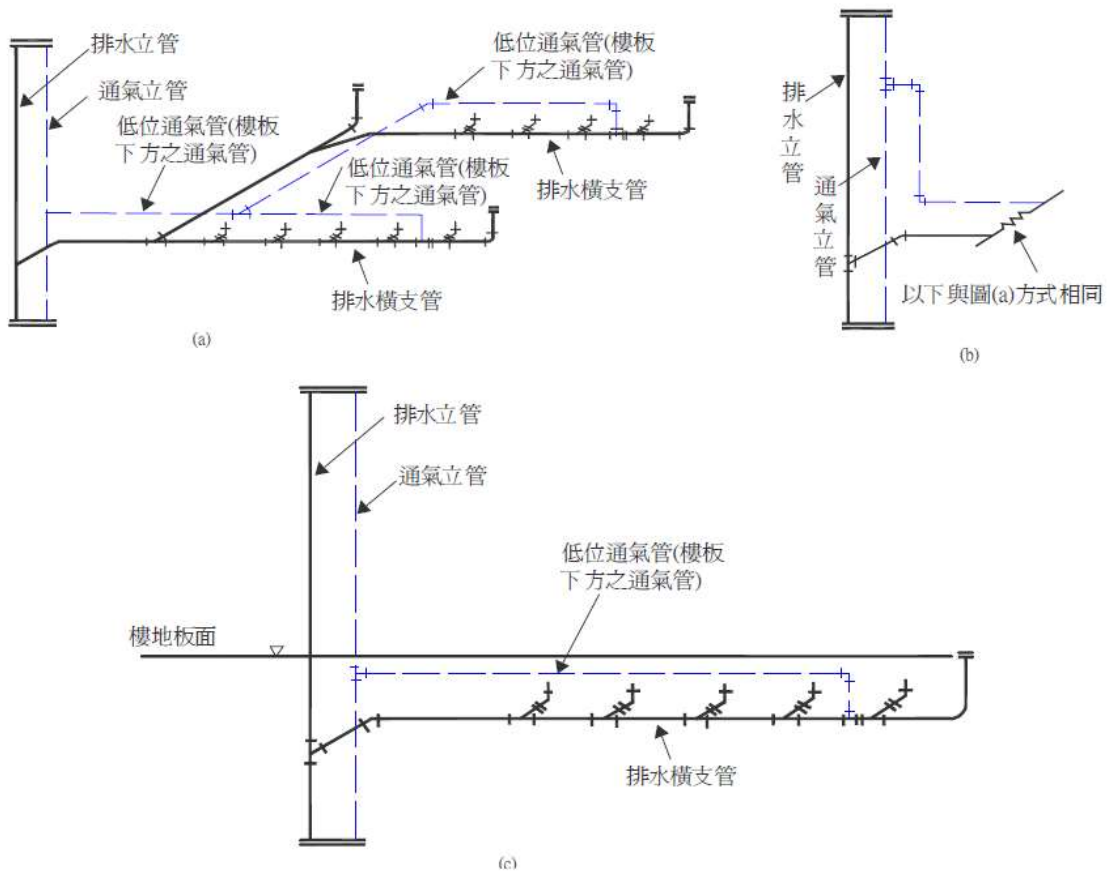 排水立管
通氣立管
低位通氣管(樓板
下方之通氣管)
低位通氣管(樓板
下方之通氣管)
低位通氣管(樓板
下方之通氣管)
排水橫支管
排水橫支管
(a)
排水立管
通氣立管
以下與圖(a)方式相同
(b)
排水立管
通氣立管
低位通氣管(樓板
下方之通氣管)
樓地板面
排水橫支管
(c)